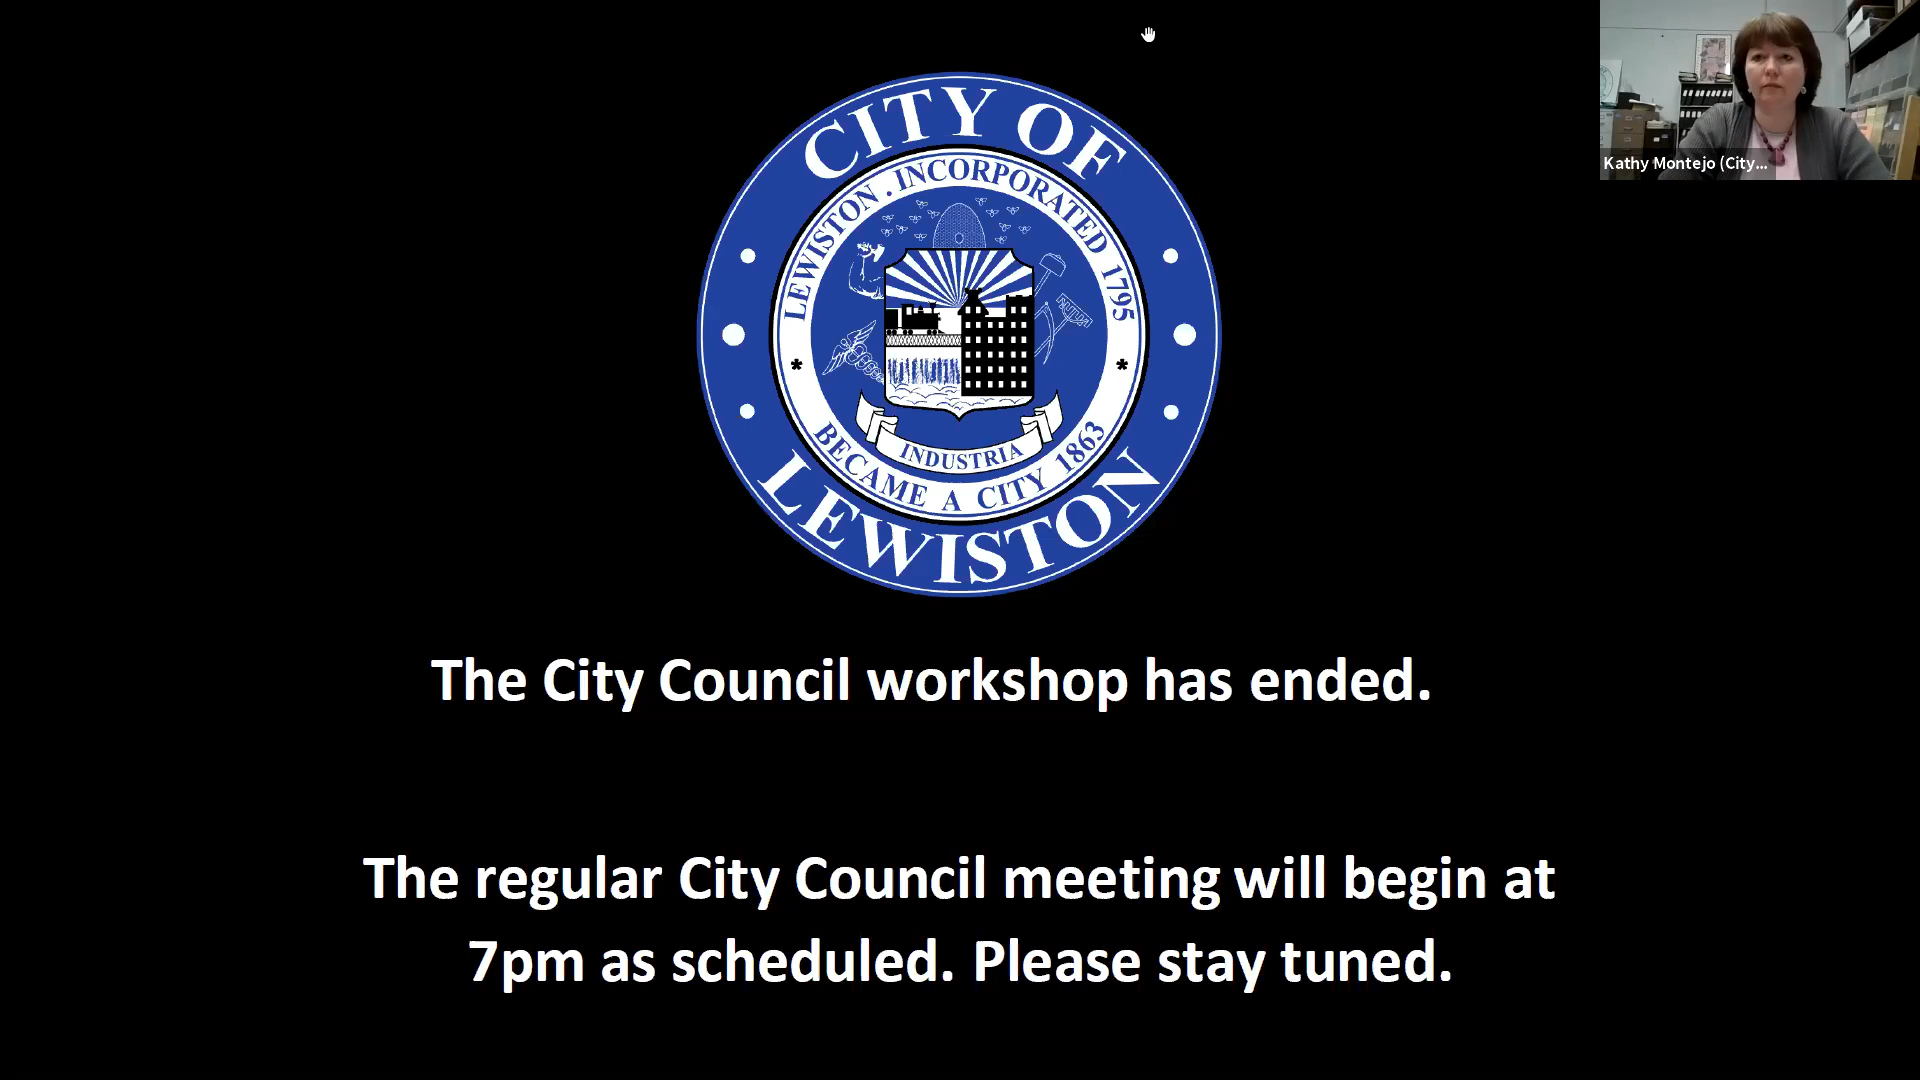 CITY OF
LEWISTON
LEWISTON . INCORPORATED 1795
* BECAME A CITY 1863 *
INDUSTRIA
Kathy Montejo (City...
The City Council workshop has ended.
The regular City Council meeting will begin at
7pm as scheduled. Please stay tuned.